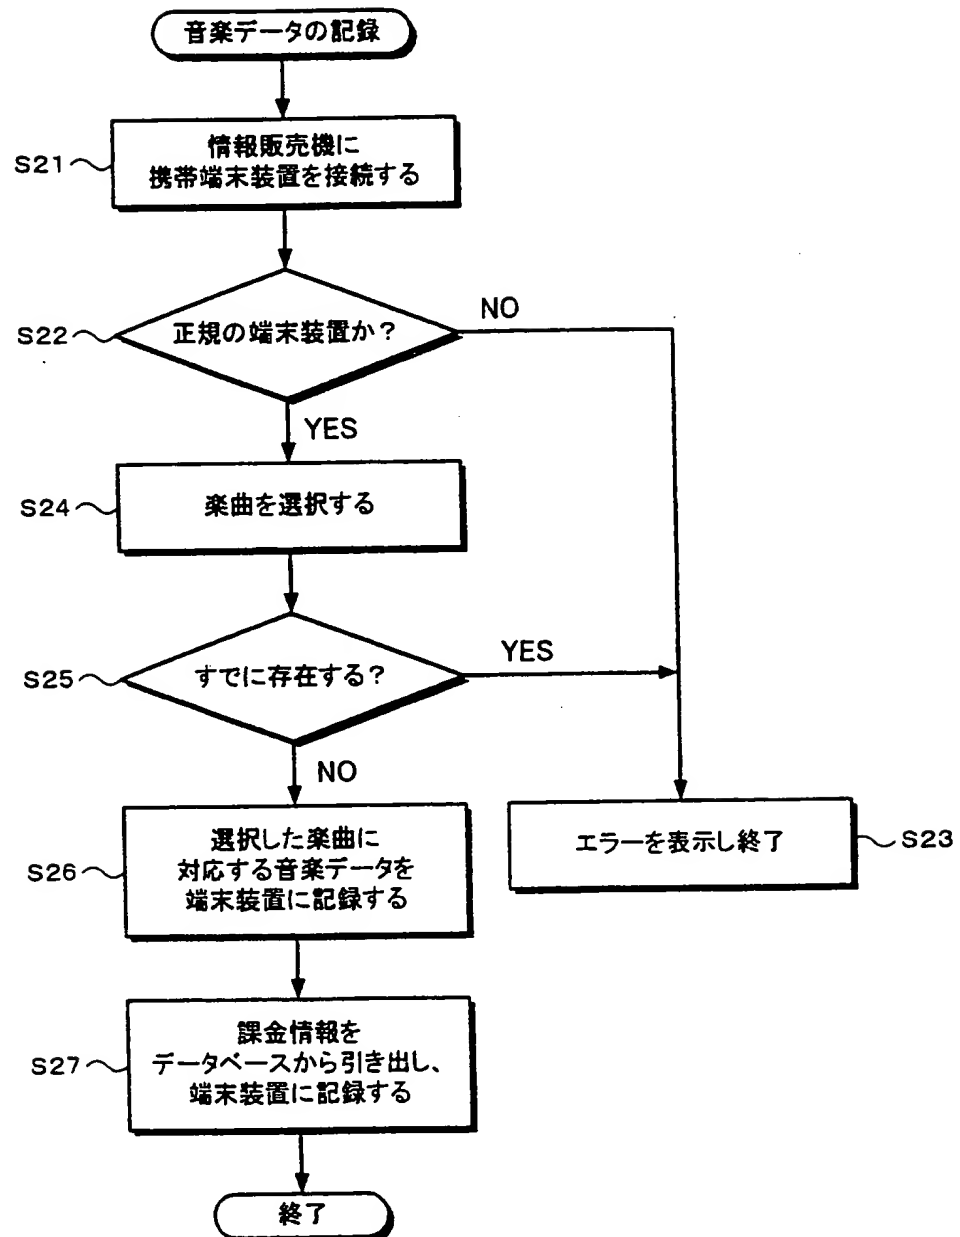 音楽データの記録
S21
情報販売機に
携帯端末装置を接続する
S22
正規の端末装置か?
NO
YES
S24
楽曲を選択する
S25
すでに存在する?
YES
NO
S26
選択した楽曲に
対応する音楽データを
端末装置に記録する
エラーを表示し終了
S23
S27
課金情報を
データベースから引き出し、
端末装置に記録する
終了